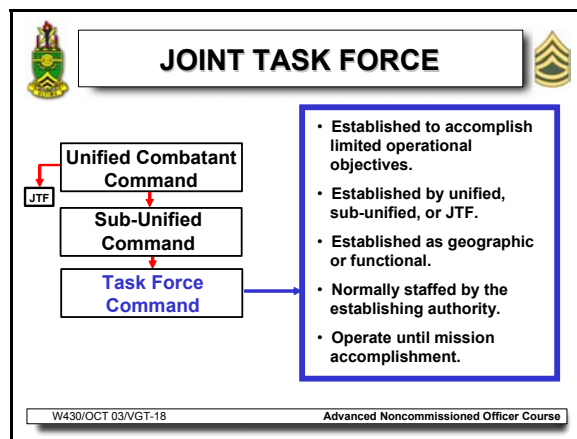 JOINT TASK FORCE
Unified Combatant
Command
JTF
Sub-Unified
Command
Task Force
Command
• Established to accomplish
limited operational
objectives.
• Established by unified,
sub-unified, or JTF.
• Established as geographic
or functional.
• Normally staffed by the
establishing authority.
• Operate until mission
accomplishment.
W430/OCT 03/VGT-18
Advanced Noncommissioned Officer Course